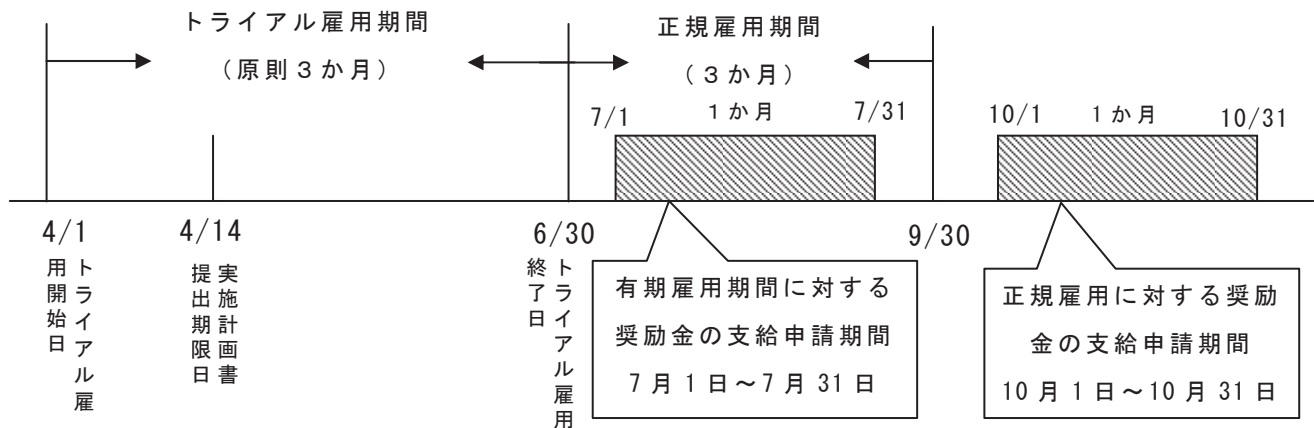 トライアル雇用期間
（原則３か月）
正規雇用期間
（３か月）
7/1
１か月
7/31
10/1
１か月
10/31
4/1
4/14
6/30
9/30
トライアル雇
用開始日
実施計画書
提出期限日
トライアル雇用
終了日
有期雇用期間に対する
奨励金の支給申請期間
7月1日～7月31日
正規雇用に対する奨励
金の支給申請期間
10月1日～10月31日